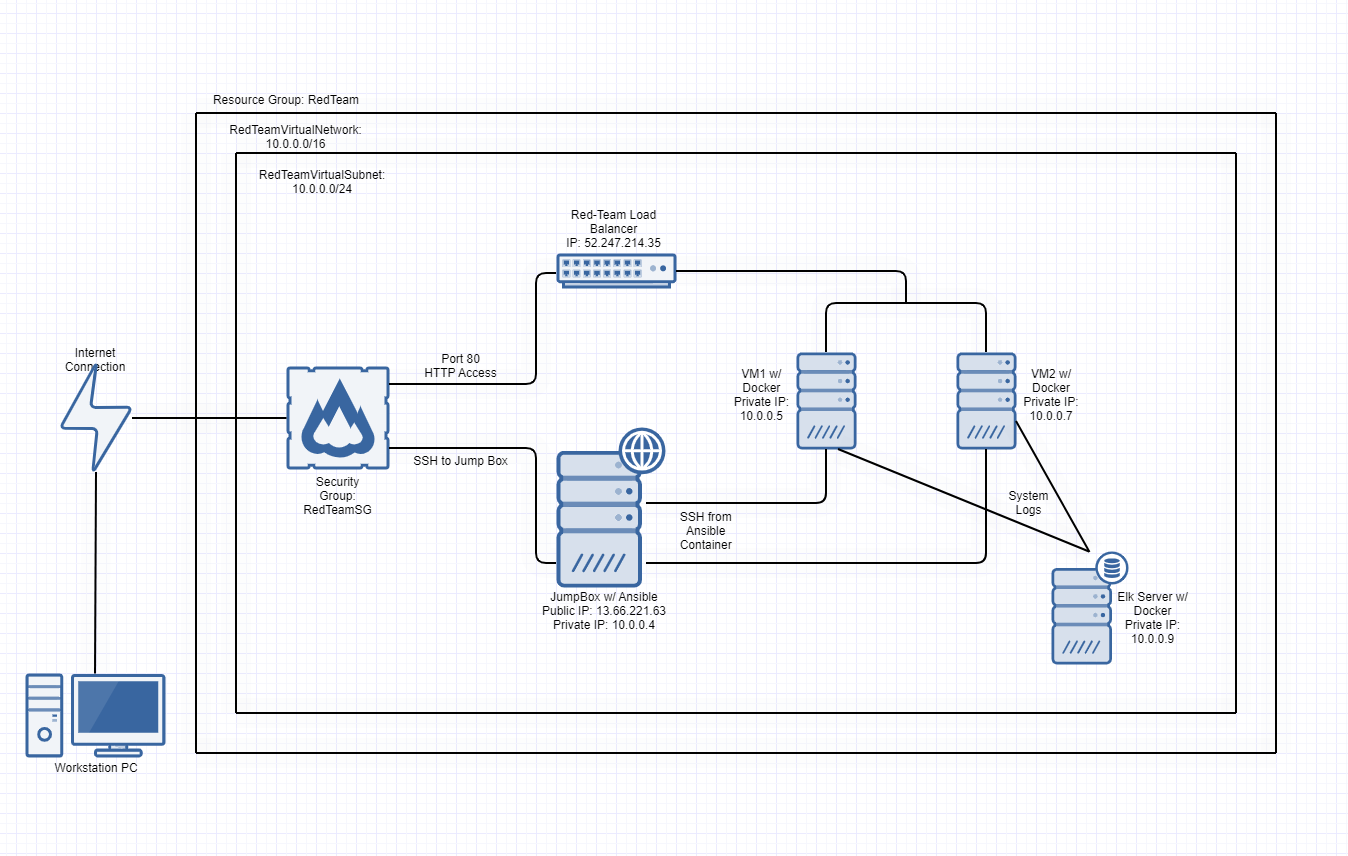 Resource Group: RedTeam
RedTeamVirtualNetwork:
10.0.0.0/16
RedTeamVirtualSubnet:
10.0.0.0/24
Red-Team Load
Balancer
IP: 52.247.214.35
Internet
Connection
Port 80
HTTP Access
VM1 w/
Docker
Private IP:
10.0.0.5
VM2 w/
Docker
Private IP:
10.0.0.7
SSH to Jump Box
Security
Group:
RedTeamSG
SSH from
Ansible
Container
System
Logs
JumpBox w/ Ansible
Public IP: 13.66.221.63
Private IP: 10.0.0.4
Elk Server w/
Docker
Private IP:
10.0.0.9
Workstation PC